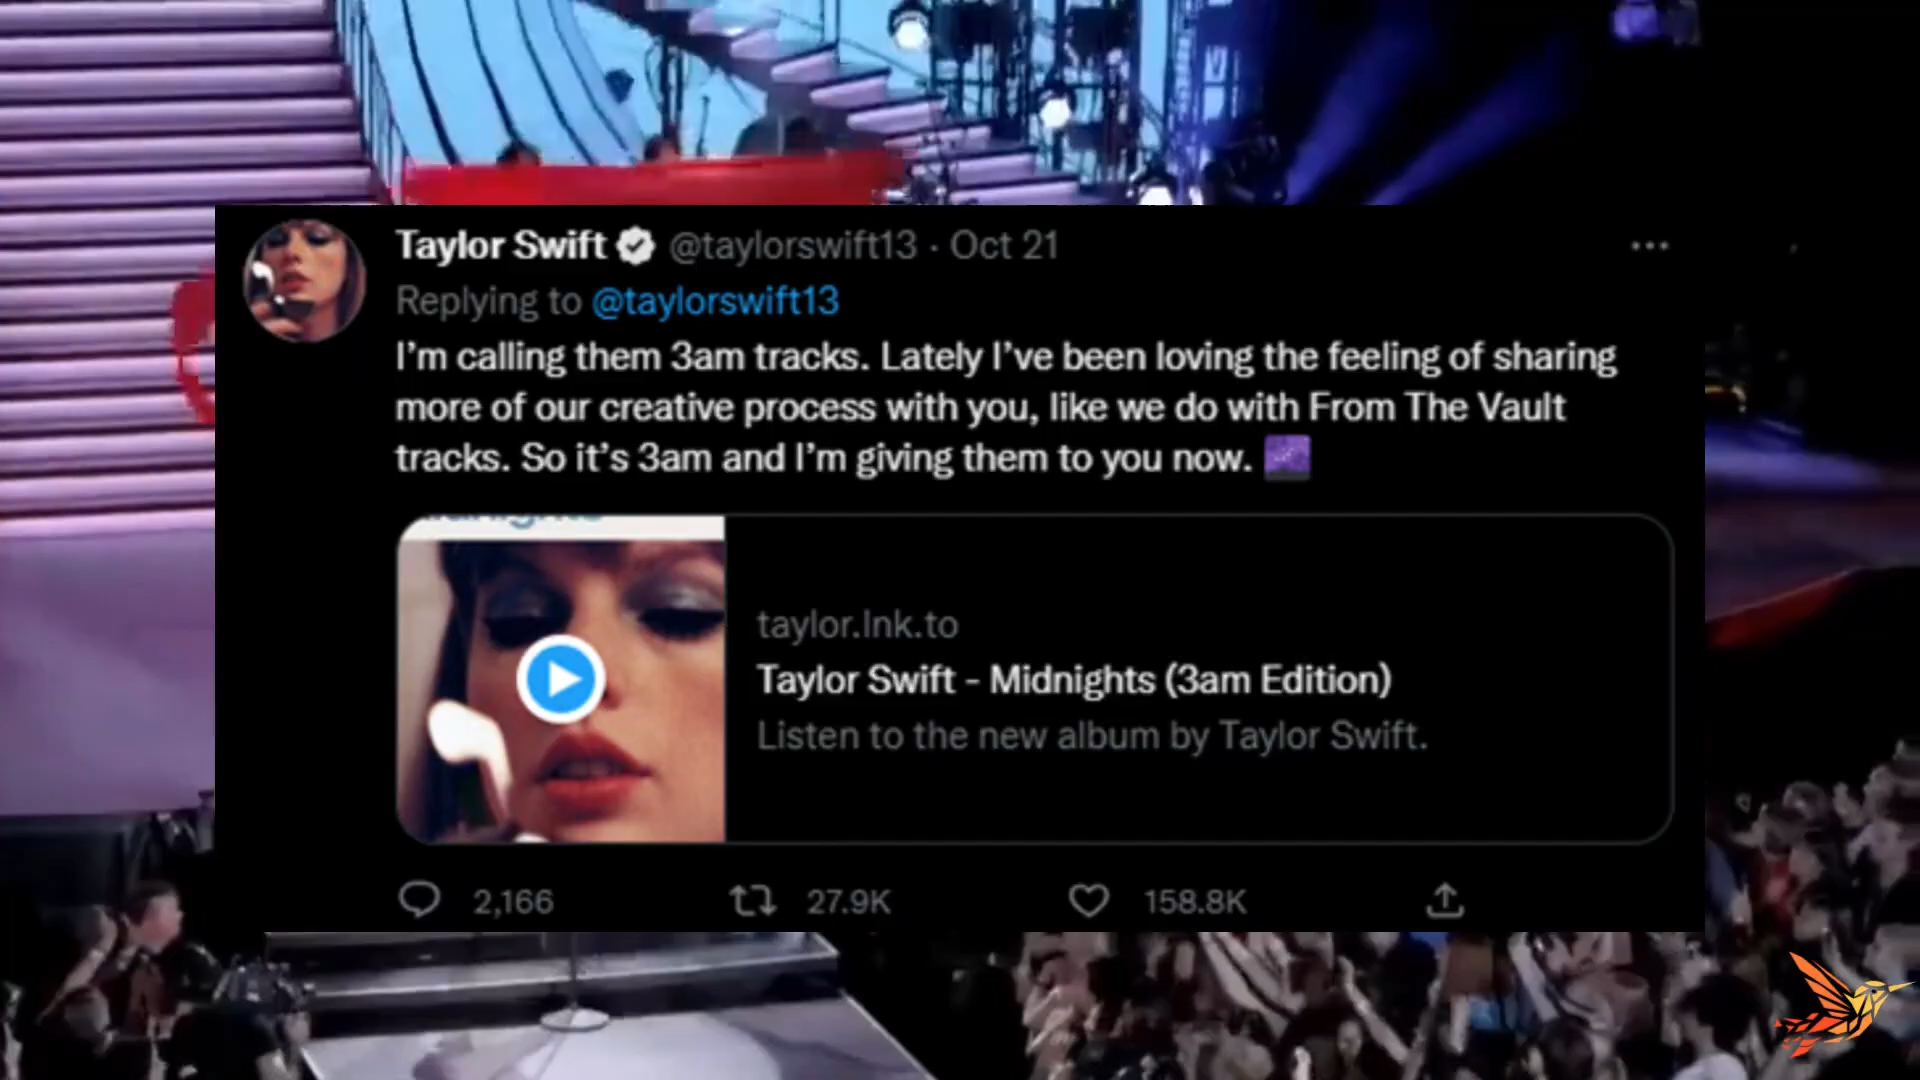 Taylor Swift @taylorswift13 · Oct 21
Replying to @taylorswift13
I’m calling them 3am tracks. Lately I’ve been loving the feeling of sharing
more of our creative process with you, like we do with From The Vault
tracks. So it’s 3am and I’m giving them to you now. 🌌
taylor.lnk.to
Taylor Swift - Midnights (3am Edition)
Listen to the new album by Taylor Swift.
2,166 27.9K 158.8K